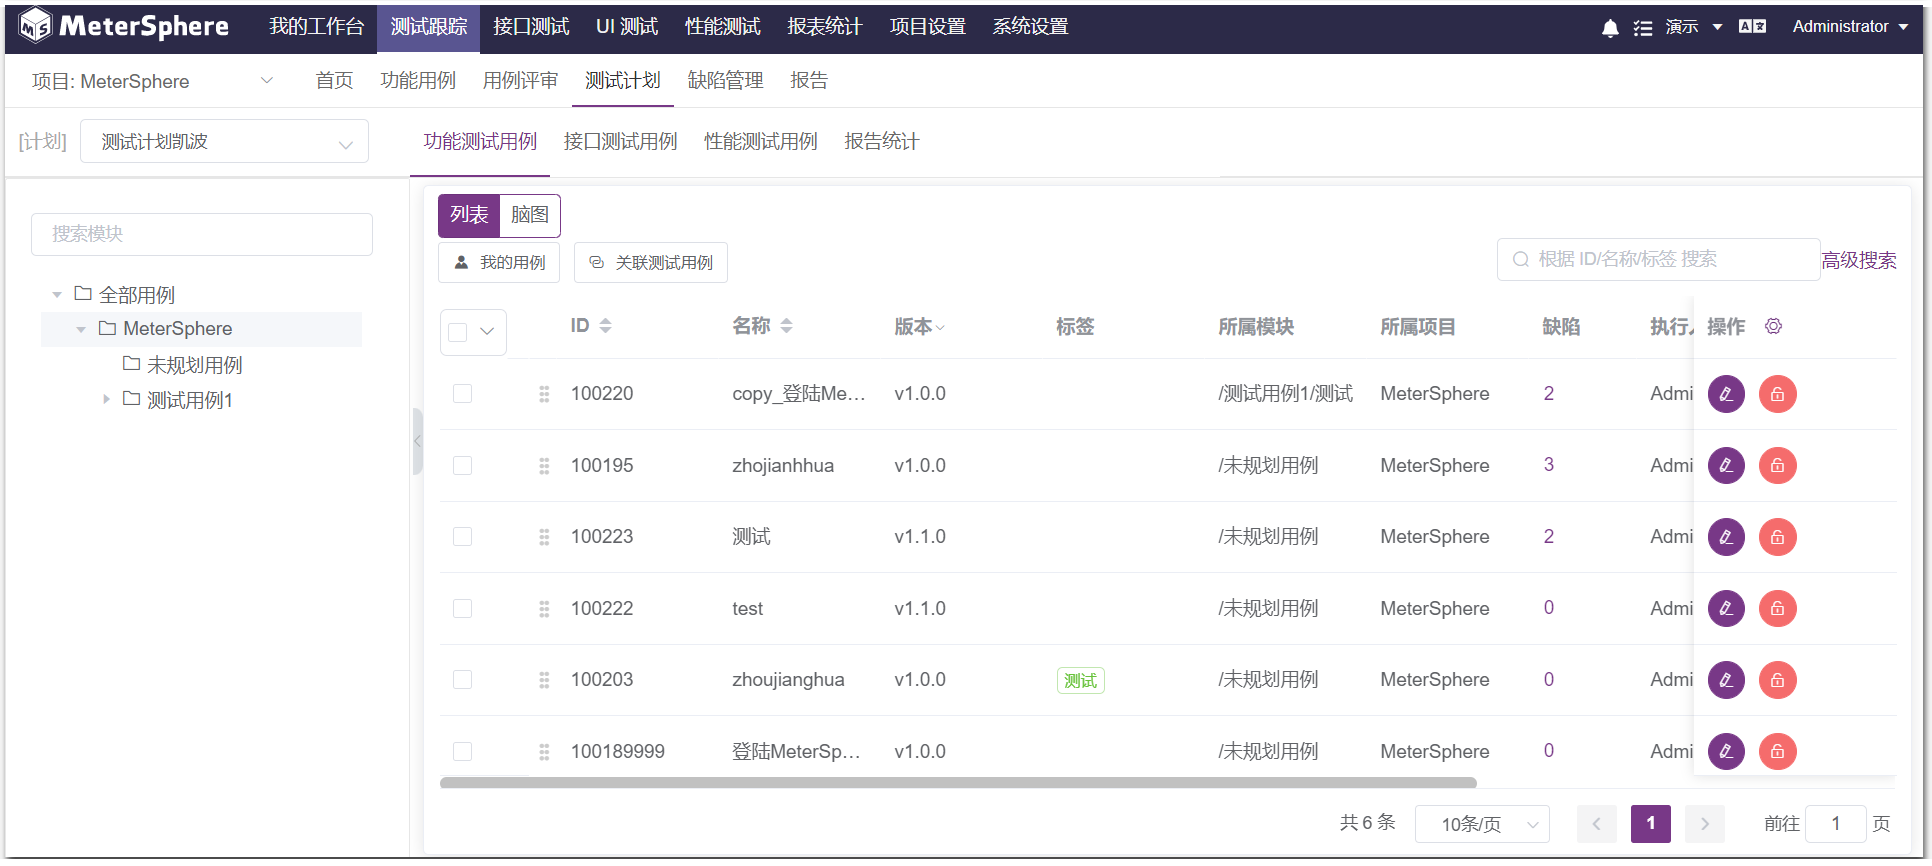 MeterSphere 我的工作台 测试跟踪 接口测试 UI 测试 性能测试 报表统计 项目设置 系统设置 演示 Administrator
项目: MeterSphere 首页 功能用例 用例评审 测试计划 缺陷管理 报告
[计划] 测试计划凯波 功能测试用例 接口测试用例 性能测试用例 报告统计
列表 脑图
搜索模块
我的用例 关联测试用例 根据 ID/名称/标签 搜索 高级搜索
全部用例
MeterSphere
未规划用例
测试用例1
ID 名称 版本 标签 所属模块 所属项目 缺陷 执行 操作
100220 copy_登陆Me... v1.0.0 /测试用例1/测试 MeterSphere 2 Admi
100195 zhojianhhua v1.0.0 /未规划用例 MeterSphere 3 Admi
100223 测试 v1.1.0 /未规划用例 MeterSphere 2 Admi
100222 test v1.1.0 /未规划用例 MeterSphere 0 Admi
100203 zhoujianghua v1.0.0 测试 /未规划用例 MeterSphere 0 Admi
100189999 登陆MeterSp... v1.0.0 /未规划用例 MeterSphere 0 Admi
共 6 条 10条/页 1 前往 1 页